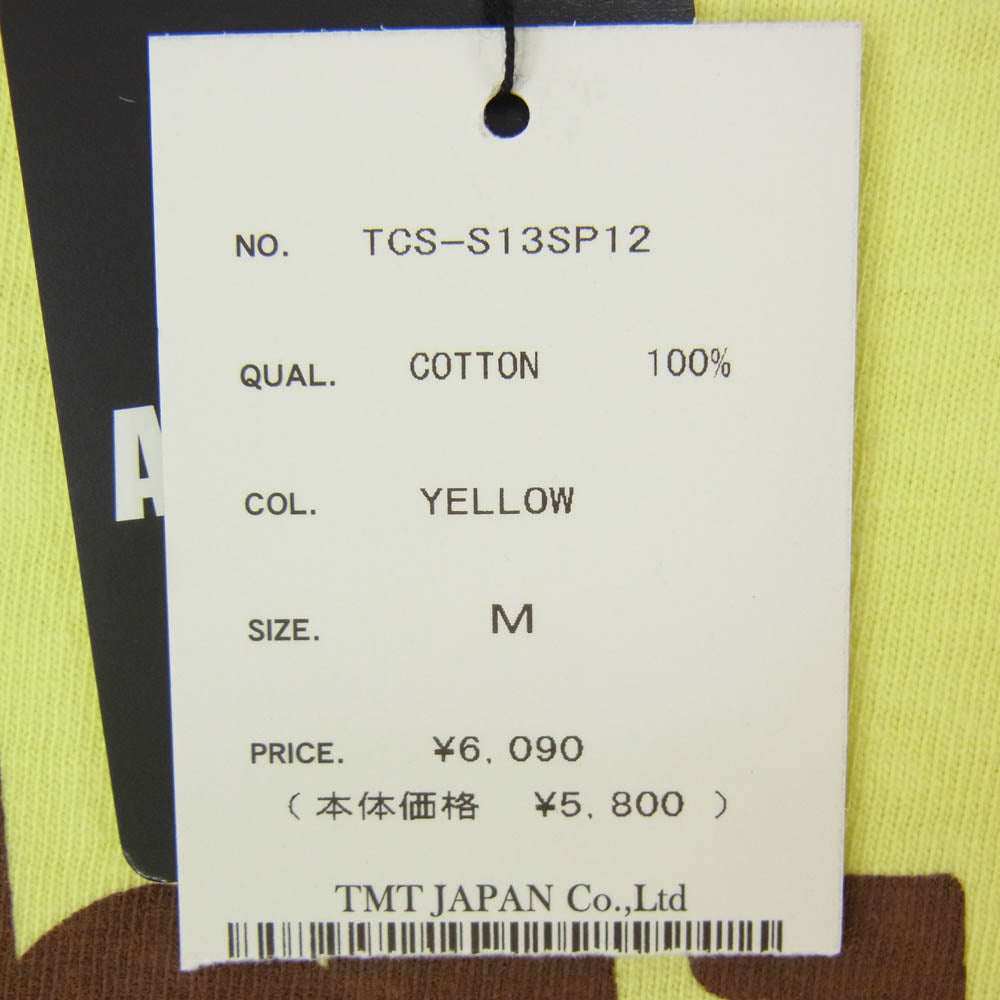 NO. TCS-S13SP12
QUAL. COTTON 100%
COL. YELLOW
SIZE. M
PRICE. ¥6,090
(本体価格 ¥5,800)
TMT JAPAN Co.,Ltd
A